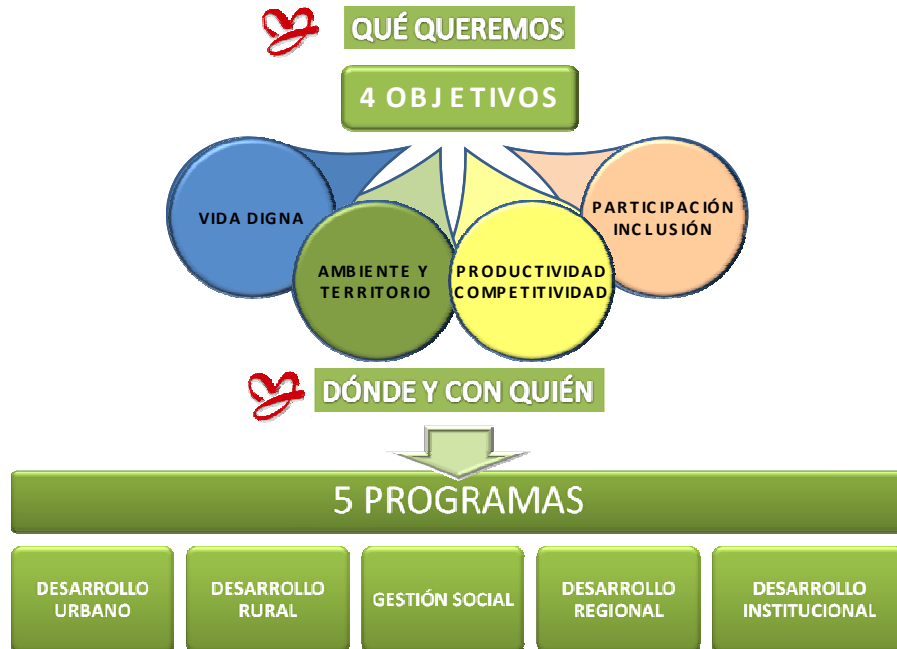 QUÉ QUEREMOS
4 OBJETIVOS
VIDA DIGNA
AMBIENTE Y
TERRITORIO
PRODUCTIVIDAD
COMPETITIVIDAD
PARTICIPACIÓN
INCLUSIÓN
DÓNDE Y CON QUIÉN
5 PROGRAMAS
DESARROLLO
URBANO
DESARROLLO
RURAL
GESTIÓN SOCIAL
DESARROLLO
REGIONAL
DESARROLLO
INSTITUCIONAL